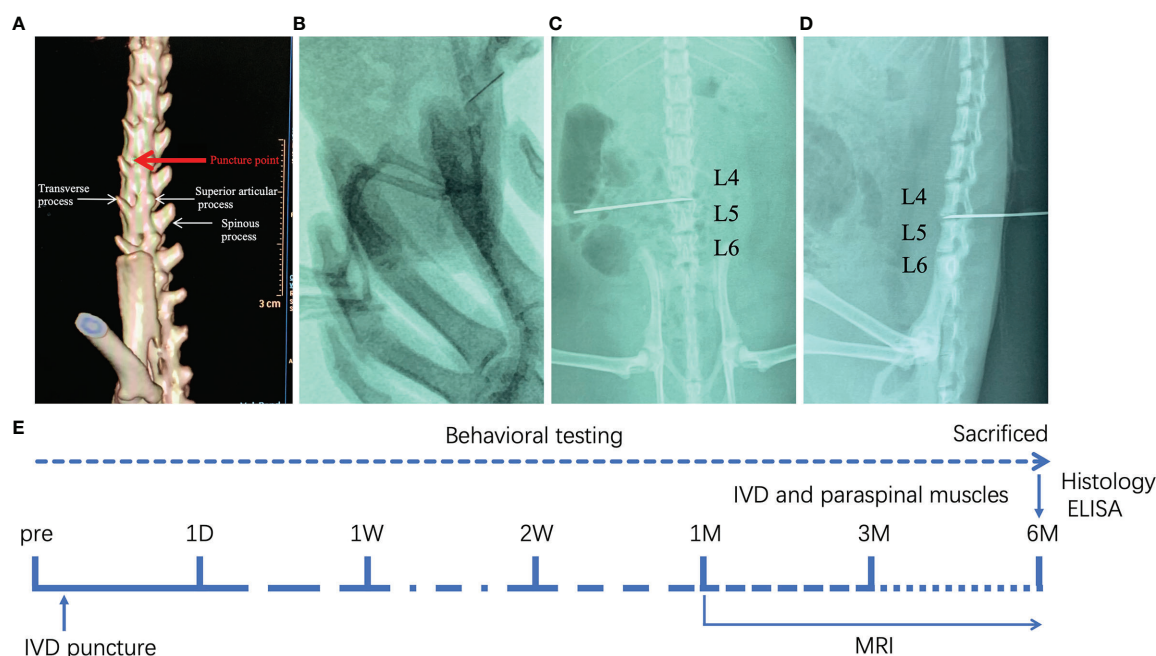 A
B
C
D
Puncture point
Transverse
process
Superior articular
process
Spinous
process
3 cm
L4
L5
L6
L4
L5
L6
E
Behavioral testing
Sacrificed
IVD and paraspinal muscles
Histology
ELISA
pre
1D
1W
2W
1M
3M
6M
IVD puncture
MRI